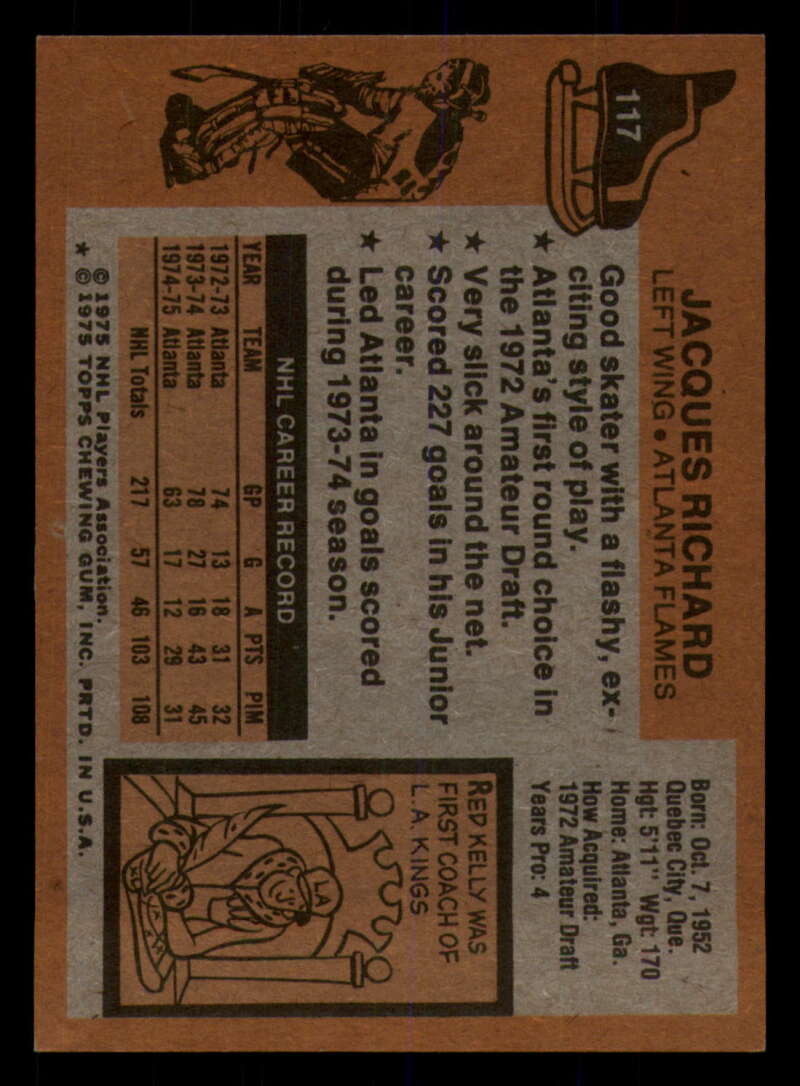 117
JACQUES RICHARD
LEFT WING • ATLANTA FLAMES
Born: Oct. 7, 1952
Quebec City, Que.
Hgt: 5'11" Wgt: 170
Home: Atlanta, Ga.
How Acquired:
1972 Amateur Draft
Years Pro: 4
Good skater with a flashy, ex-
citing style of play.
★ Atlanta's first round choice in
the 1972 Amateur Draft.
★ Very slick around the net.
★ Scored 227 goals in his Junior
career.
★ Led Atlanta in goals scored
during 1973-74 season.
NHL CAREER RECORD
YEAR TEAM GP G A PTS PIM
1972-73 Atlanta 74 13 18 31 32
1973-74 Atlanta 78 27 16 43 45
1974-75 Atlanta 63 17 12 29 31
NHL Totals 217 57 46 103 108
RED KELLY WAS
FIRST COACH OF
L.A. KINGS
LA
© 1975 NHL Players Association.
★ © 1975 TOPPS CHEWING GUM, INC. PRTD. IN U.S.A.